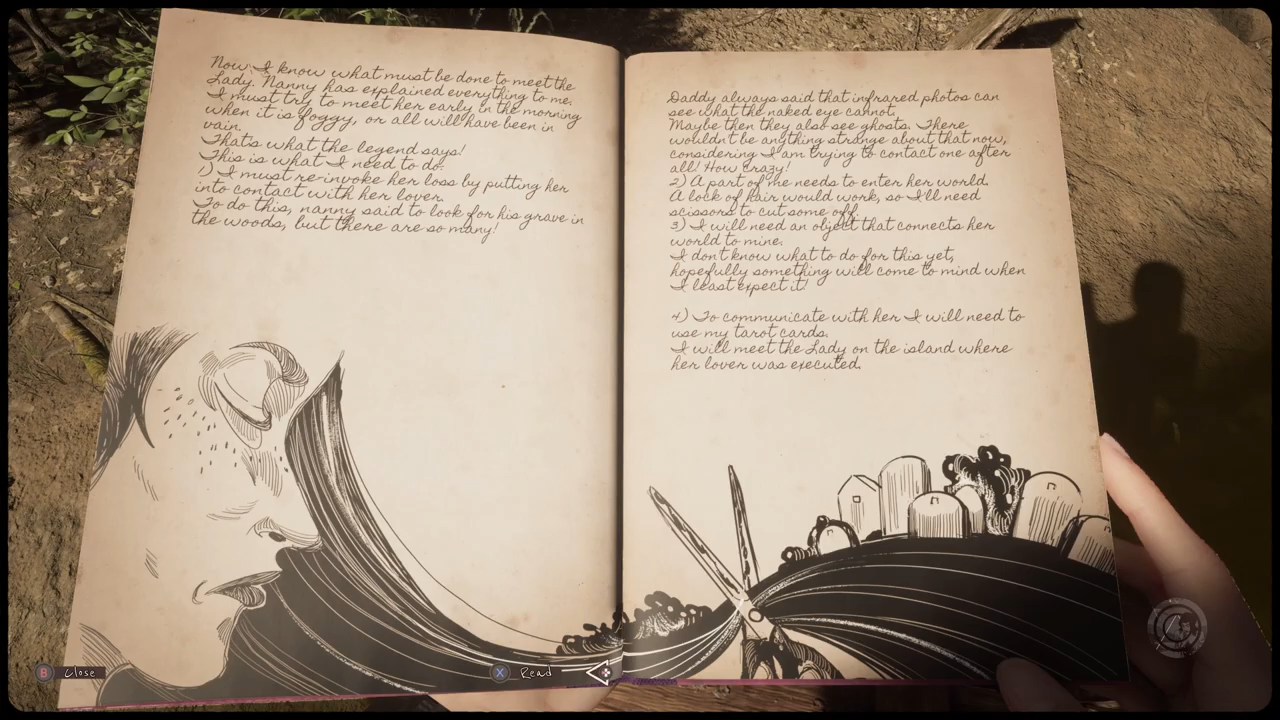 Now I know what must be done to meet the
Lady. Nanny has explained everything to me.
I must try to meet her early in the morning
when it is foggy, or all will have been in
vain.
That's what the legend says!
This is what I need to do:
1) I must re-invoke her loss by putting her
into contact with her lover.
To do this, nanny said to look for his grave in
the woods, but there are so many!
Daddy always said that infrared photos can
see what the naked eye cannot.
Maybe then they also see ghosts. There
wouldn't be anything strange about that now,
considering I am trying to contact one after
all! How crazy!
2) A part of me needs to enter her world.
A lock of hair would work, so I'll need
scissors to cut some off.
3) I will need an object that connects her
world to mine.
I don't know what to do for this yet,
hopefully something will come to mind when
I least expect it!
4) To communicate with her I will need to
use my tarot cards.
I will meet the Lady on the island where
her lover was executed.
B Close
X Read